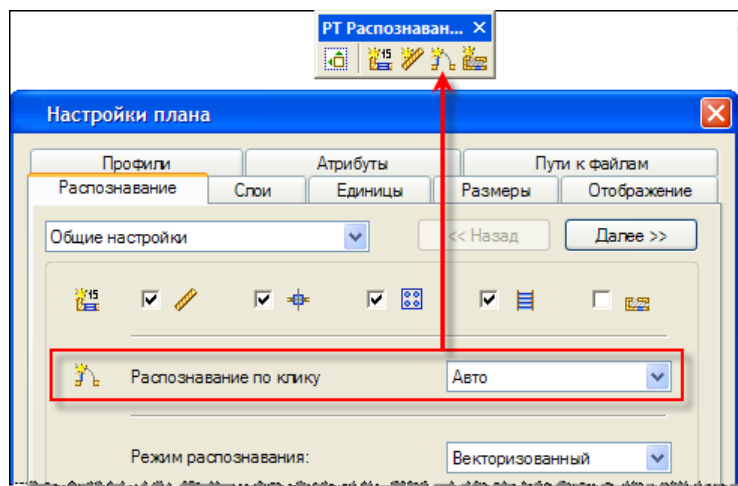 РТ Распознаван... ×
15
Настройки плана
Профили Атрибуты Пути к файлам
Распознавание Слои Единицы Размеры Отображение
Общие настройки << Назад Далее >>
15
Распознавание по клику Авто
Режим распознавания: Векторизованный